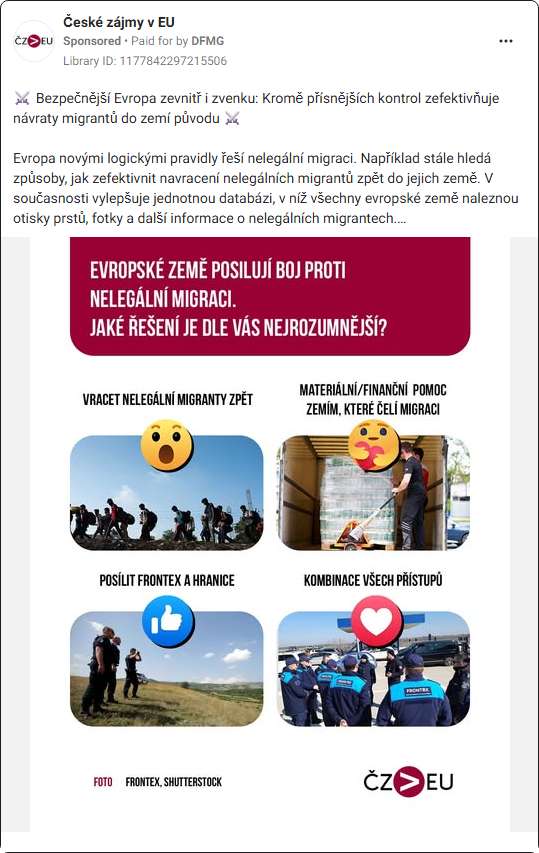 České zájmy v EU
Sponsored • Paid for by DFMG
Library ID: 1177842297215506
⚔️ Bezpečnější Evropa zevnitř i zvenku: Kromě přísnějších kontrol zefektivňuje
návraty migrantů do zemí původu ⚔️
Evropa novými logickými pravidly řeší nelegální migraci. Například stále hledá
způsoby, jak zefektivnit navracení nelegálních migrantů zpět do jejich země. V
současnosti vylepšuje jednotnou databázi, v níž všechny evropské země naleznou
otisky prstů, fotky a další informace o nelegálních migrantech....
EVROPSKÉ ZEMĚ POSILUJÍ BOJ PROTI
NELEGÁLNÍ MIGRACI.
JAKÉ ŘEŠENÍ JE DLE VÁS NEJROZUMNĚJŠÍ?
VRACET NELEGÁLNÍ MIGRANTY ZPĚT
MATERIÁLNÍ/FINANČNÍ POMOC
ZEMÍM, KTERÉ ČELÍ MIGRACI
POSÍLIT FRONTEX A HRANICE
KOMBINACE VŠECH PŘÍSTUPŮ
FRONTEX
FOTO FRONTEX, SHUTTERSTOCK
ČZ>EU